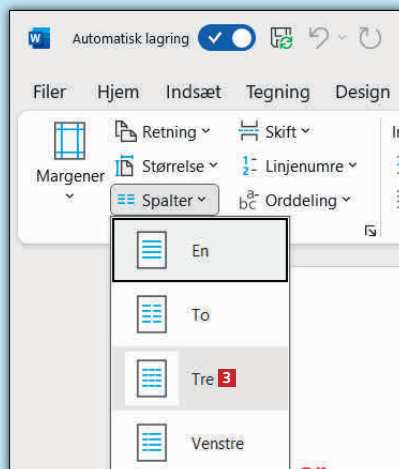 W Automatisk lagring
Filer Hjem Indsæt Tegning Design
Margener
Retning
Størrelse
Spalter
Skift
Linjenumre
Orddeling
En
To
Tre 3
Venstre